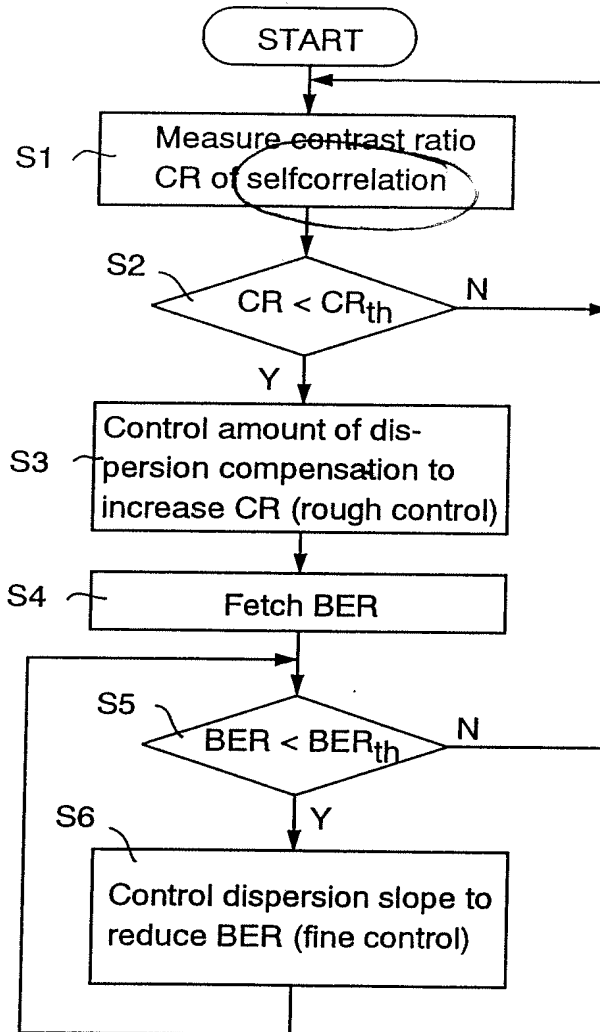 START
S1
Measure contrast ratio
CR of selfcorrelation
S2
CR < CRth
N
Y
S3
Control amount of dis-
persion compensation to
increase CR (rough control)
S4
Fetch BER
S5
BER < BERth
N
Y
S6
Control dispersion slope to
reduce BER (fine control)